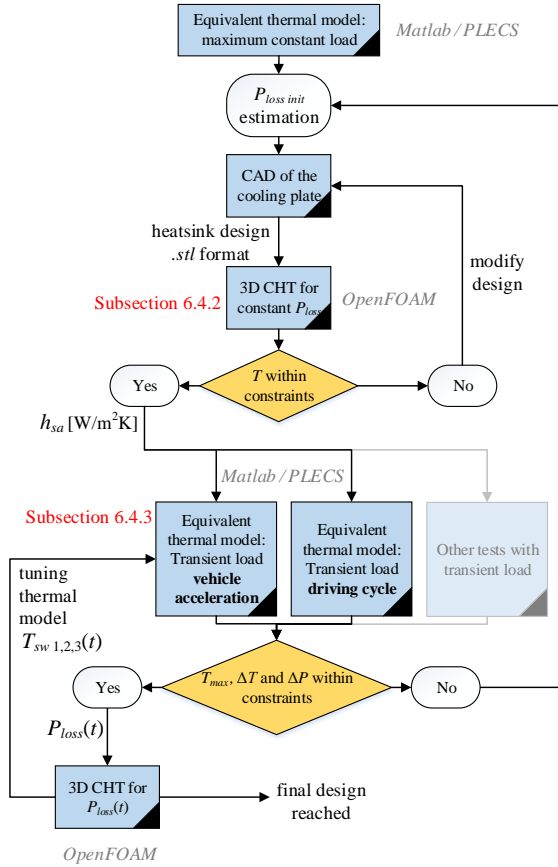 Equivalent thermal model:
maximum constant load
Matlab / PLECS
P_loss init
estimation
CAD of the
cooling plate
heatsink design
.stl format
modify
design
Subsection 6.4.2
3D CHT for
constant P_loss
OpenFOAM
Yes
T within
constraints
No
h_sa [W/m²K]
Matlab / PLECS
Subsection 6.4.3
Equivalent
thermal model:
Transient load
vehicle
acceleration
Equivalent
thermal model:
Transient load
driving cycle
Other tests with
transient load
tuning
thermal
model
T_sw 1,2,3(t)
Yes
T_max, ΔT and ΔP within
constraints
No
P_loss(t)
3D CHT for
P_loss(t)
final design
reached
OpenFOAM